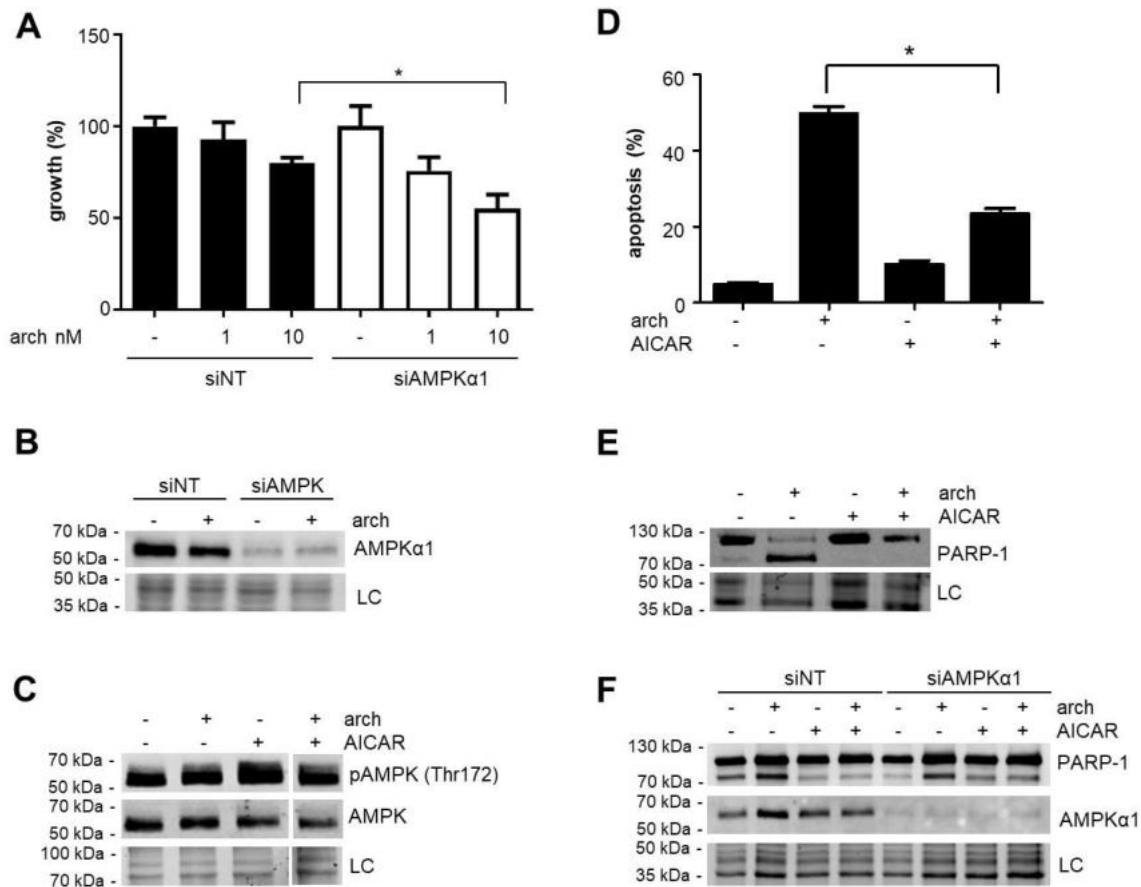 A
150
100
50
0
growth (%)
*
arch nM - 1 10 - 1 10
siNT siAMPKα1
B
siNT siAMPK
- + - + arch
70 kDa -
50 kDa -
AMPKα1
50 kDa -
35 kDa -
LC
C
- + - + arch
- - + + AICAR
70 kDa -
50 kDa -
pAMPK (Thr172)
70 kDa -
50 kDa -
AMPK
100 kDa -
70 kDa -
LC
D
60
40
20
0
apoptosis (%)
*
arch - + - +
AICAR - - + +
E
- + - + arch
- - + + AICAR
130 kDa -
70 kDa -
PARP-1
50 kDa -
35 kDa -
LC
F
siNT siAMPKα1
- + - + - + - + arch
- - + + - - + + AICAR
130 kDa -
70 kDa -
PARP-1
70 kDa -
50 kDa -
AMPKα1
50 kDa -
35 kDa -
LC